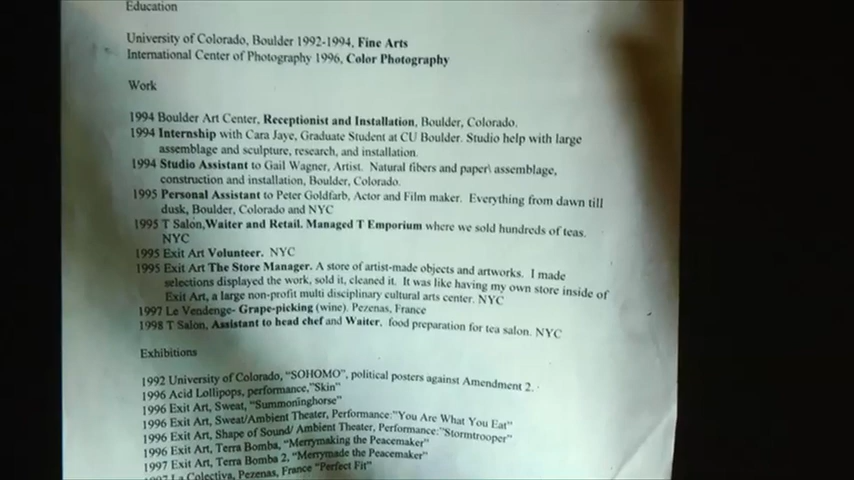 Education
University of Colorado, Boulder 1992-1994, Fine Arts
International Center of Photography 1996, Color Photography
Work
1994 Boulder Art Center, Receptionist and Installation, Boulder, Colorado.
1994 Internship with Cara Jaye, Graduate Student at CU Boulder. Studio help with large
assemblage and sculpture, research, and installation.
1994 Studio Assistant to Gail Wagner, Artist. Natural fibers and paper\ assemblage,
construction and installation, Boulder, Colorado.
1995 Personal Assistant to Peter Goldfarb, Actor and Film maker. Everything from dawn till
dusk, Boulder, Colorado and NYC
1995 T Salon,Waiter and Retail. Managed T Emporium where we sold hundreds of teas.
NYC
1995 Exit Art Volunteer. NYC
1995 Exit Art The Store Manager. A store of artist-made objects and artworks. I made
selections displayed the work, sold it, cleaned it. It was like having my own store inside of
Exit Art, a large non-profit multi disciplinary cultural arts center. NYC
1997 Le Vendenge- Grape-picking (wine). Pezenas, France
1998 T Salon, Assistant to head chef and Waiter, food preparation for tea salon. NYC
Exhibitions
1992 University of Colorado, "SOHOMO", political posters against Amendment 2.
1996 Acid Lollipops, performance,"Skin"
1996 Exit Art, Sweat, "Summoninghorse"
1996 Exit Art, Sweat/Ambient Theater, Performance:"You Are What You Eat"
1996 Exit Art, Shape of Sound/ Ambient Theater, Performance:"Stormtrooper"
1996 Exit Art, Terra Bomba, "Merrymaking the Peacemaker"
1997 Exit Art, Terra Bomba 2, "Merrymade the Peacemaker"
1997 La Colectiva, Pezenas, France "Perfect Fit"